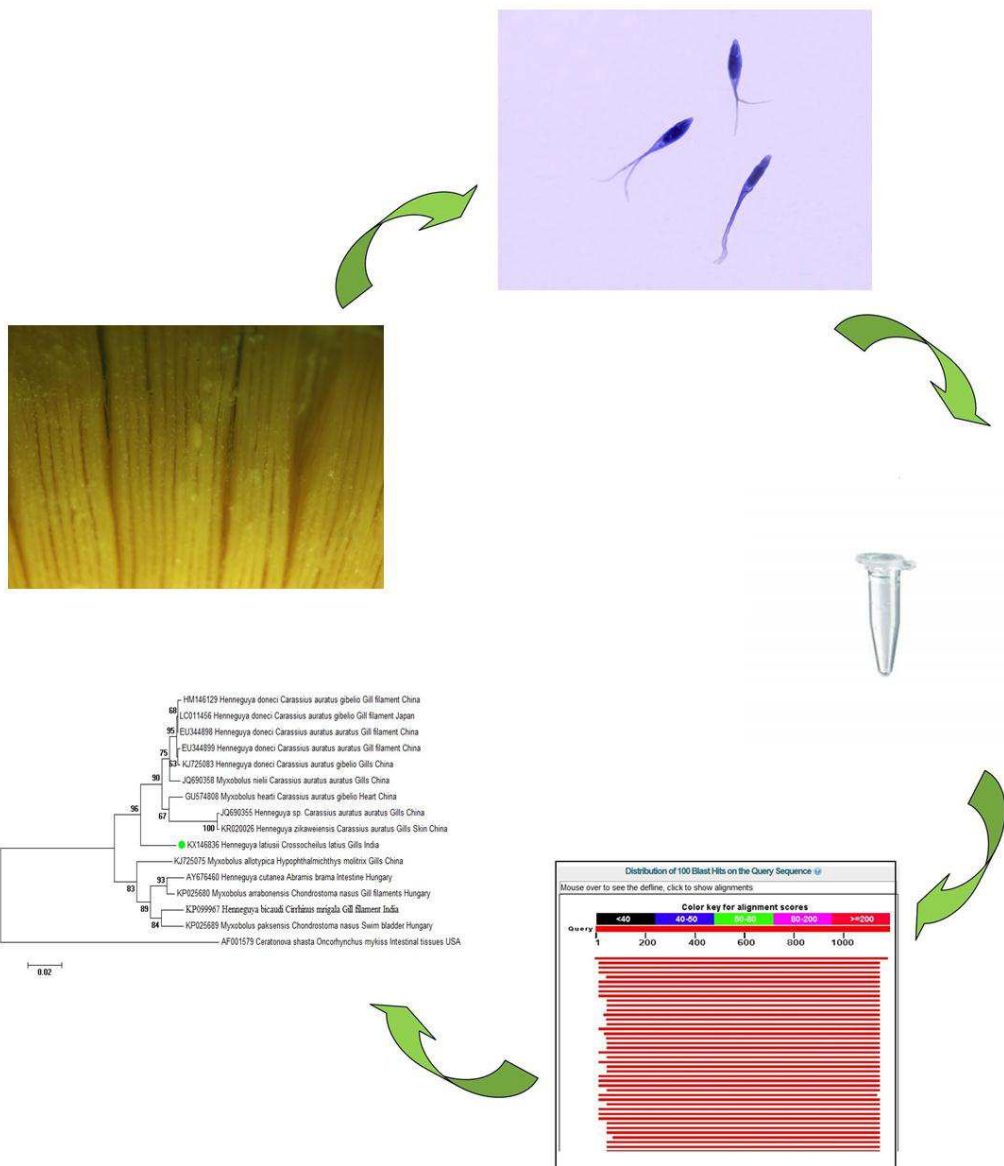 HM146129 Henneguya doneci Carassius auratus gibelio Gill filament China
68
LC011456 Henneguya doneci Carassius auratus gibelio Gill filament Japan
95
EU344898 Henneguya doneci Carassius auratus auratus Gill filament China
EU344899 Henneguya doneci Carassius auratus auratus Gill filament China
75
63
KJ725083 Henneguya doneci Carassius auratus gibelio Gills China
90
JQ690358 Myxobolus nielii Carassius auratus auratus Gills China
GU574808 Myxobolus hearti Carassius auratus gibelio Heart China
96
67
JQ690355 Henneguya sp. Carassius auratus auratus Gills China
100
KR020026 Henneguya zikaweiensis Carassius auratus Gills Skin China
KX146836 Henneguya latiusii Crossocheilus latius Gills India
KJ725075 Myxobolus allotypica Hypophthalmichthys molitrix Gills China
83
93
AY676460 Henneguya cutanea Abramis brama Intestine Hungary
KP025680 Myxobolus arrabonensis Chondrostoma nasus Gill filaments Hungary
89
KP099967 Henneguya bicaudi Cirrhinus mrigala Gill filament India
84
KP025689 Myxobolus paksensis Chondrostoma nasus Swim bladder Hungary
AF001579 Ceratonova shasta Oncorhynchus mykiss Intestinal tissues USA
0.02
Distribution of 100 Blast Hits on the Query Sequence
Mouse over to see the define, click to show alignments
Color key for alignment scores
<40 40-50 50-80 80-200 >=200
Query
1 200 400 600 800 1000